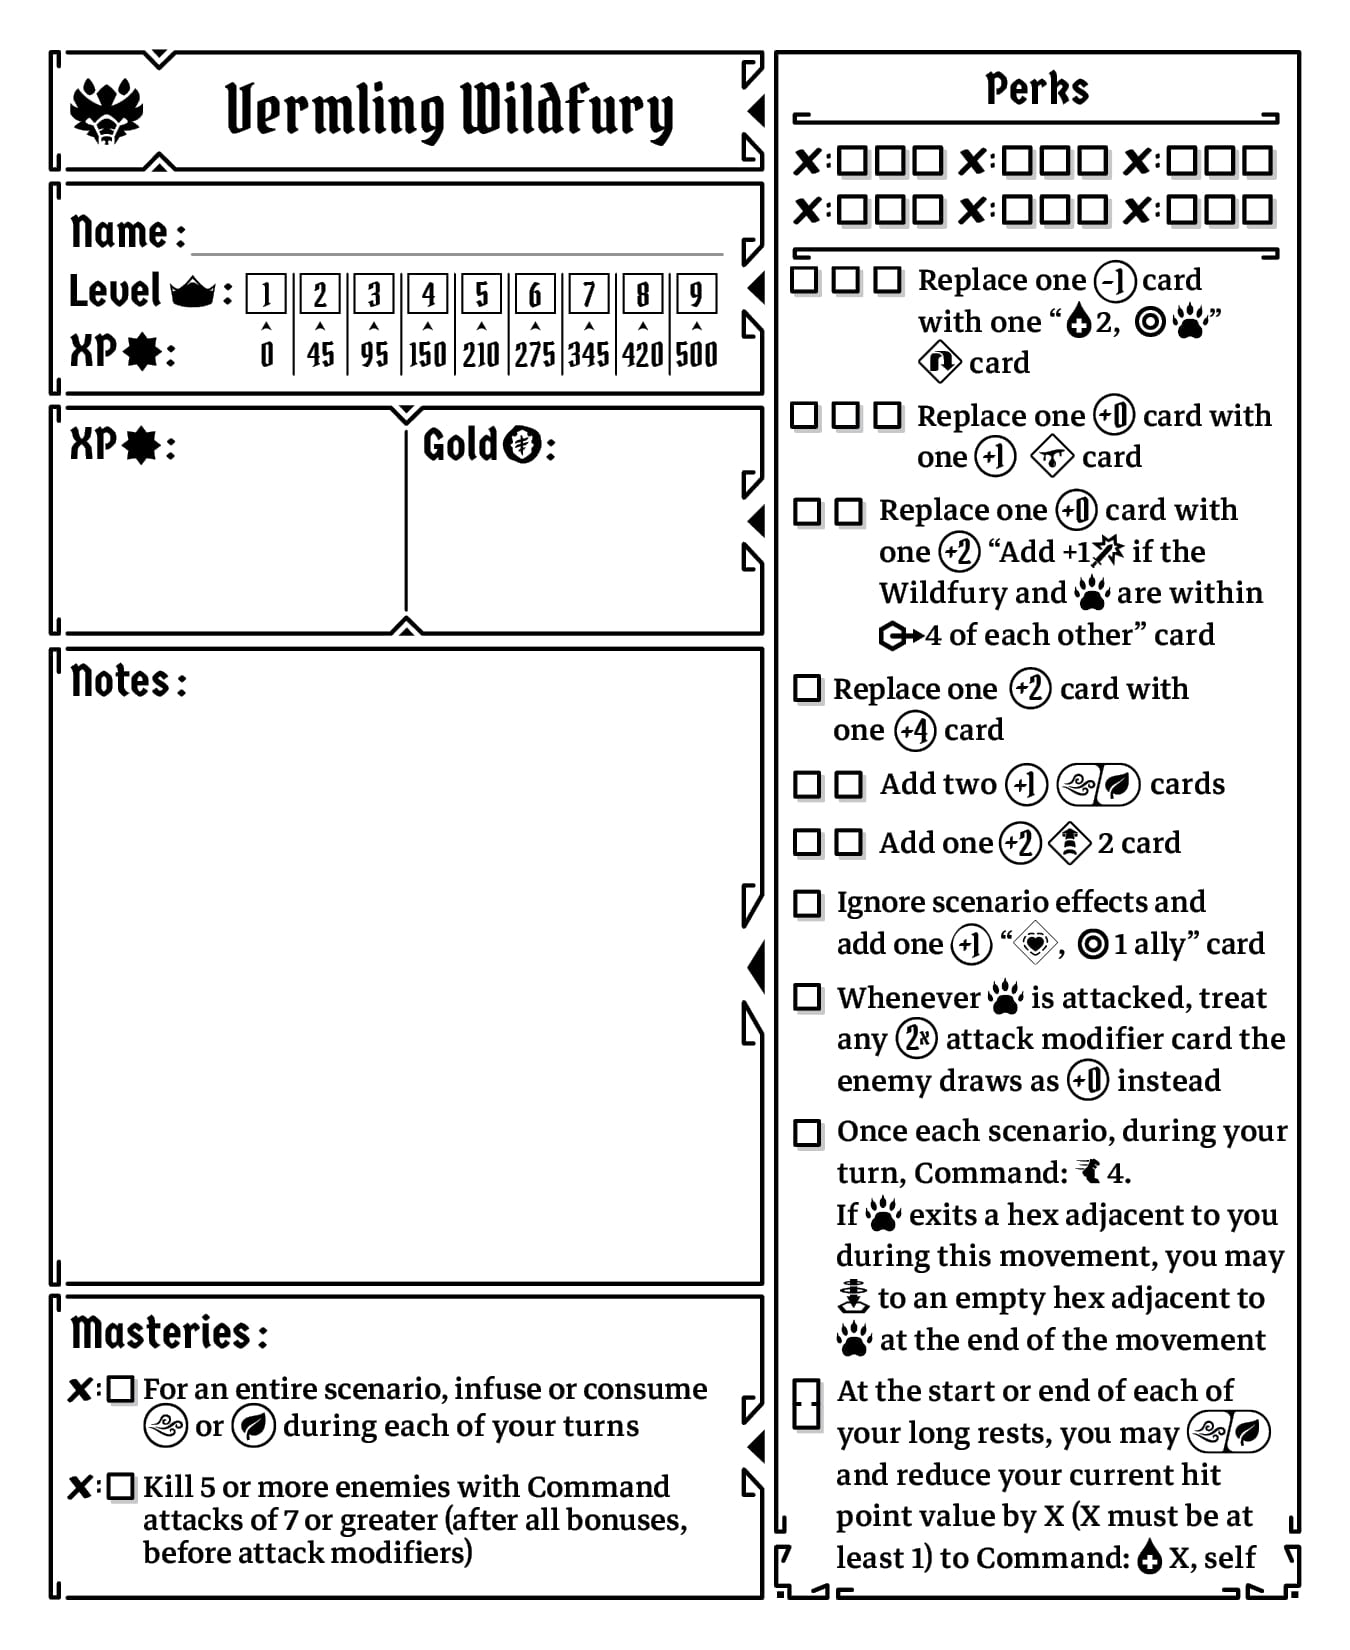 Vermling Wildfury
Name:
Level : 1 2 3 4 5 6 7 8 9
XP : 0 45 95 150 210 275 345 420 500
XP :
Gold :
Notes:
Masteries:
For an entire scenario, infuse or consume
or during each of your turns
Kill 5 or more enemies with Command
attacks of 7 or greater (after all bonuses,
before attack modifiers)
Perks
Replace one -1 card
with one “ 2, ”
card
Replace one +0 card with
one +1 card
Replace one +0 card with
one +2 “Add +1 if the
Wildfury and are within
4 of each other” card
Replace one +2 card with
one +4 card
Add two +1 cards
Add one +2 2 card
Ignore scenario effects and
add one +1 “ , 1 ally” card
Whenever is attacked, treat
any 2x attack modifier card the
enemy draws as +0 instead
Once each scenario, during your
turn, Command: 4.
If exits a hex adjacent to you
during this movement, you may
to an empty hex adjacent to
at the end of the movement
At the start or end of each of
your long rests, you may
and reduce your current hit
point value by X (X must be at
least 1) to Command: X, self